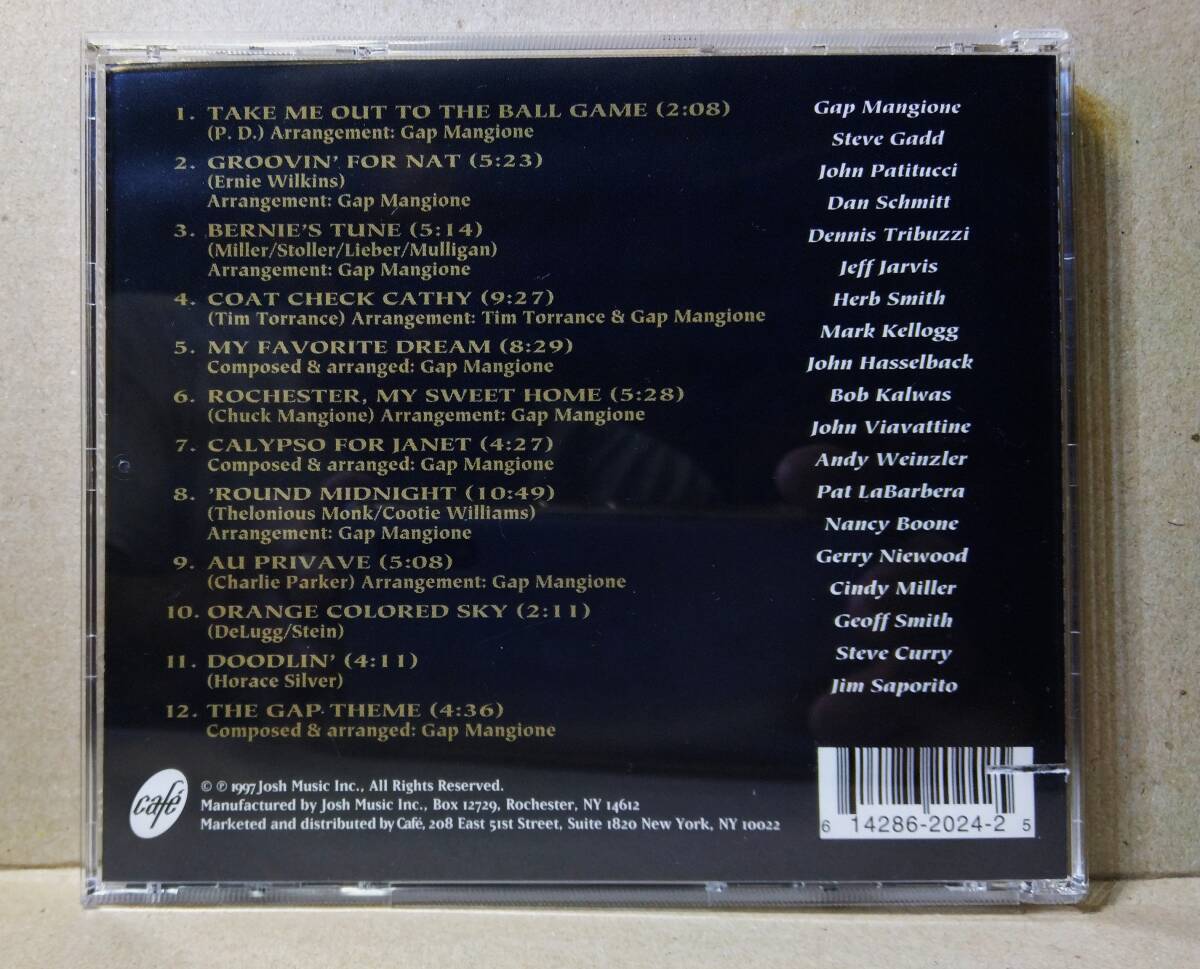 1. TAKE ME OUT TO THE BALL GAME (2:08)
(P. D.) Arrangement: Gap Mangione
2. GROOVIN' FOR NAT (5:23)
(Ernie Wilkins)
Arrangement: Gap Mangione
3. BERNIE'S TUNE (5:14)
(Miller/Stoller/Lieber/Mulligan)
Arrangement: Gap Mangione
4. COAT CHECK CATHY (9:27)
(Tim Torrance) Arrangement: Tim Torrance & Gap Mangione
5. MY FAVORITE DREAM (8:29)
Composed & arranged: Gap Mangione
6. ROCHESTER, MY SWEET HOME (5:28)
(Chuck Mangione) Arrangement: Gap Mangione
7. CALYPSO FOR JANET (4:27)
Composed & arranged: Gap Mangione
8. 'ROUND MIDNIGHT (10:49)
(Thelonious Monk/Cootie Williams)
Arrangement: Gap Mangione
9. AU PRIVAVE (5:08)
(Charlie Parker) Arrangement: Gap Mangione
10. ORANGE COLORED SKY (2:11)
(DeLugg/Stein)
11. DOODLIN' (4:11)
(Horace Silver)
12. THE GAP THEME (4:36)
Composed & arranged: Gap Mangione
Gap Mangione
Steve Gadd
John Patitucci
Dan Schmitt
Dennis Tribuzzi
Jeff Jarvis
Herb Smith
Mark Kellogg
John Hasselback
Bob Kalwas
John Viavattine
Andy Weinzler
Pat LaBarbera
Nancy Boone
Gerry Niewood
Cindy Miller
Geoff Smith
Steve Curry
Jim Saporito
café
© ℗ 1997 Josh Music Inc., All Rights Reserved.
Manufactured by Josh Music Inc., Box 12729, Rochester, NY 14612
Marketed and distributed by Café, 208 East 51st Street, Suite 1820 New York, NY 10022
6 14286-2024-2 5